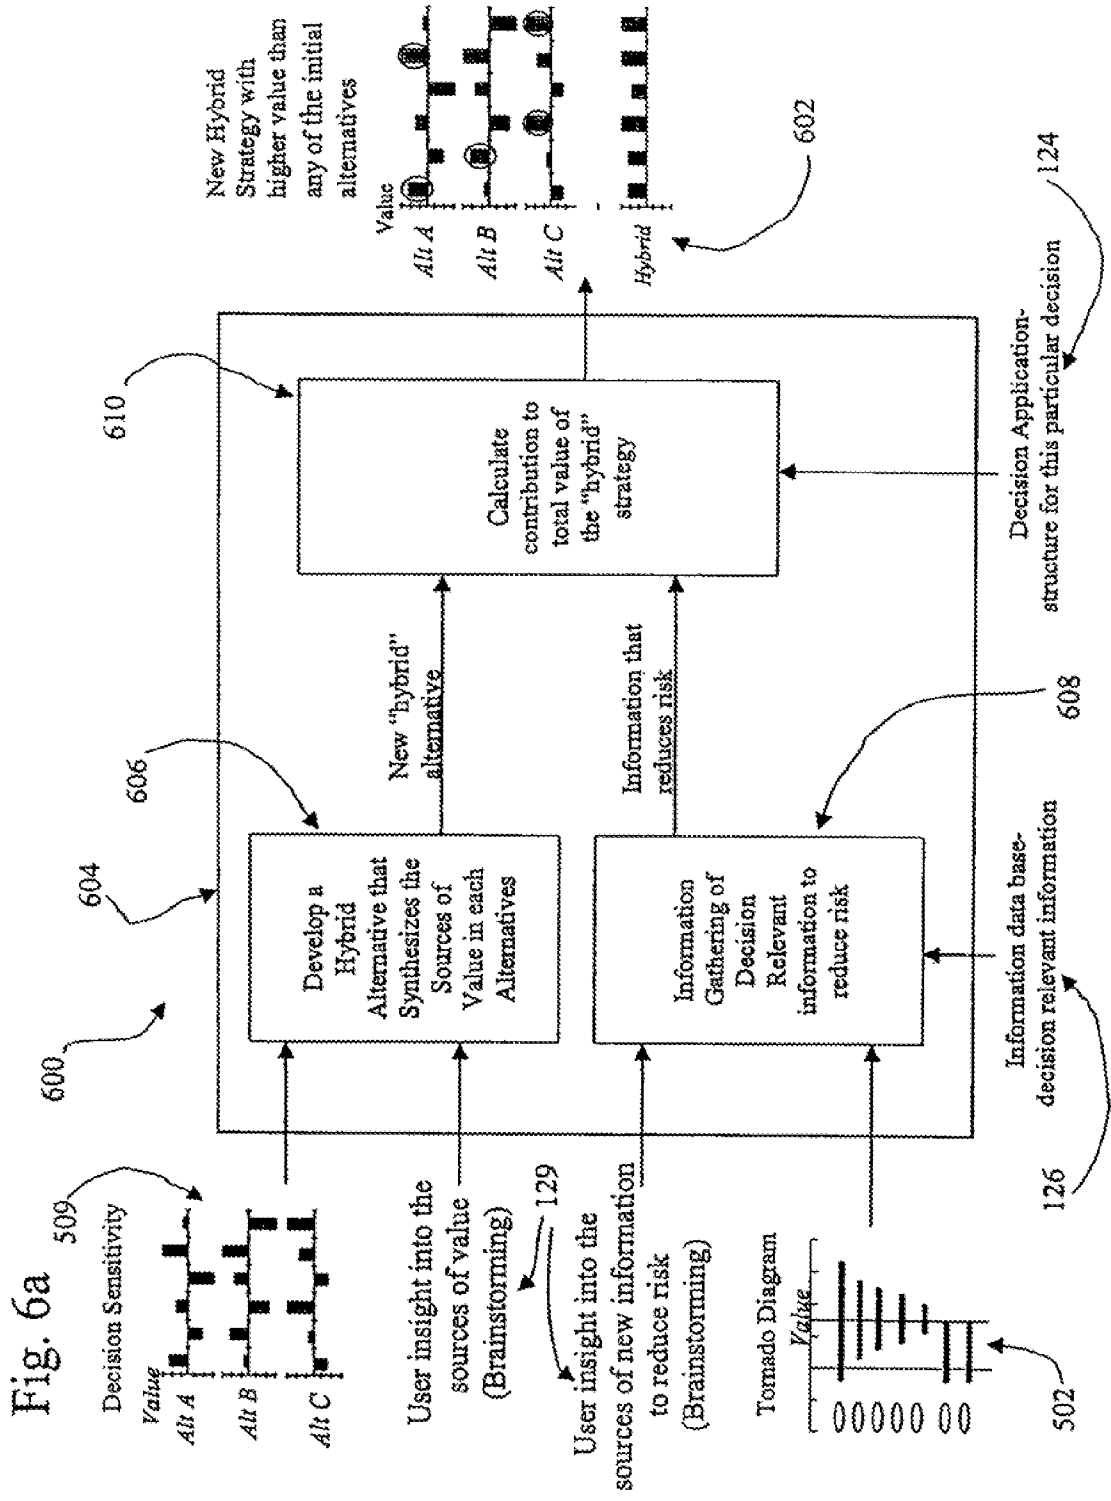 Fig. 6a
600
604
606
610
509
Decision Sensitivity
Value
Alt A
Alt B
Alt C
User insight into the
sources of value
(Brainstorming)
129
User insight into the
sources of new information
to reduce risk
(Brainstorming)
Tornado Diagram
Value
502
Develop a
Hybrid
Alternative that
Synthesizes the
Sources of
Value in each
Alternatives
Information
Gathering of
Decision
Relevant
information to
reduce risk
New "hybrid"
alternative
Information that
reduces risk
608
Calculate
contribution to
total value of
the "hybrid"
strategy
New Hybrid
Strategy with
higher value than
any of the initial
alternatives
Value
Alt A
Alt B
Alt C
Hybrid
602
126
Information data base-
decision relevant information
Decision Application-
structure for this particular decision
124